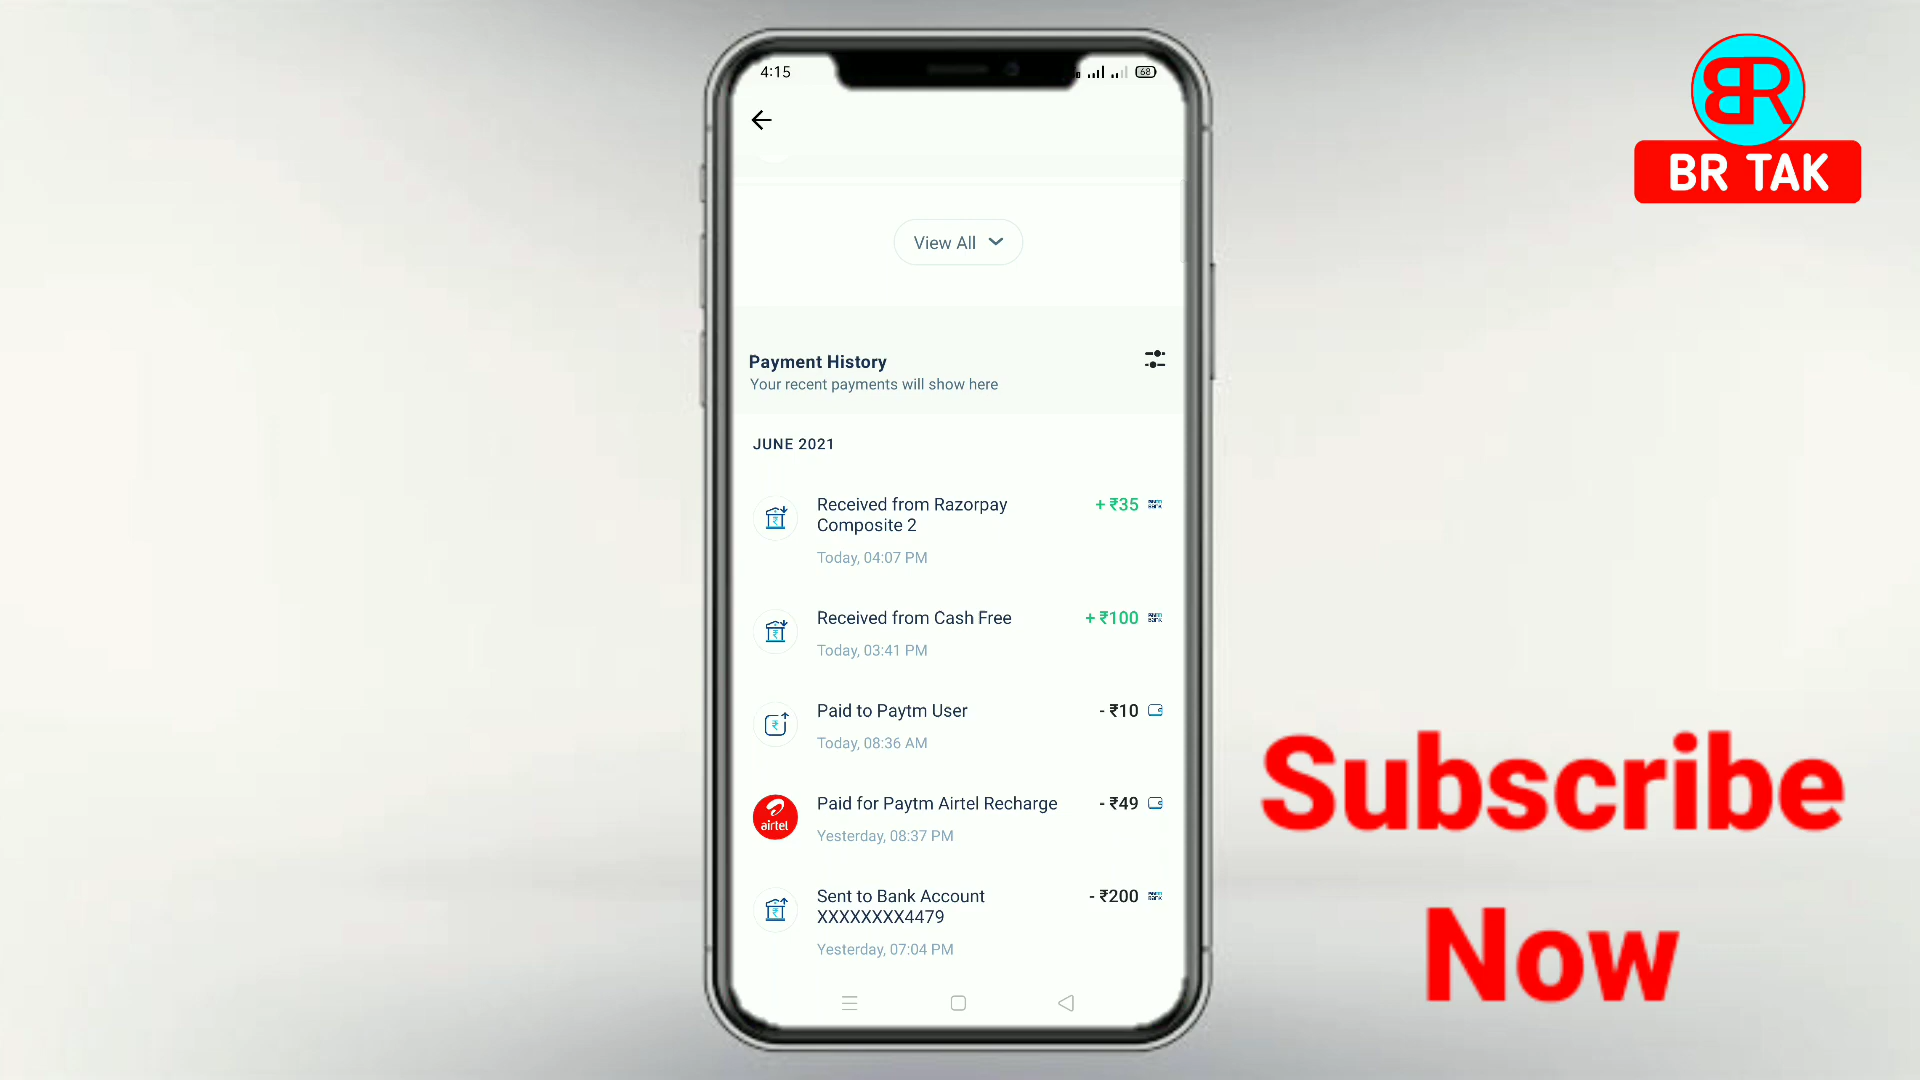 4:15
68
BR
BR TAK
View All
Payment History
Your recent payments will show here
JUNE 2021
Received from Razorpay
Composite 2
+ ₹35
Today, 04:07 PM
Received from Cash Free
+ ₹100
Today, 03:41 PM
Paid to Paytm User
- ₹10
Today, 08:36 AM
airtel
Paid for Paytm Airtel Recharge
- ₹49
Yesterday, 08:37 PM
Sent to Bank Account
XXXXXXXX4479
- ₹200
Yesterday, 07:04 PM
Subscribe
Now